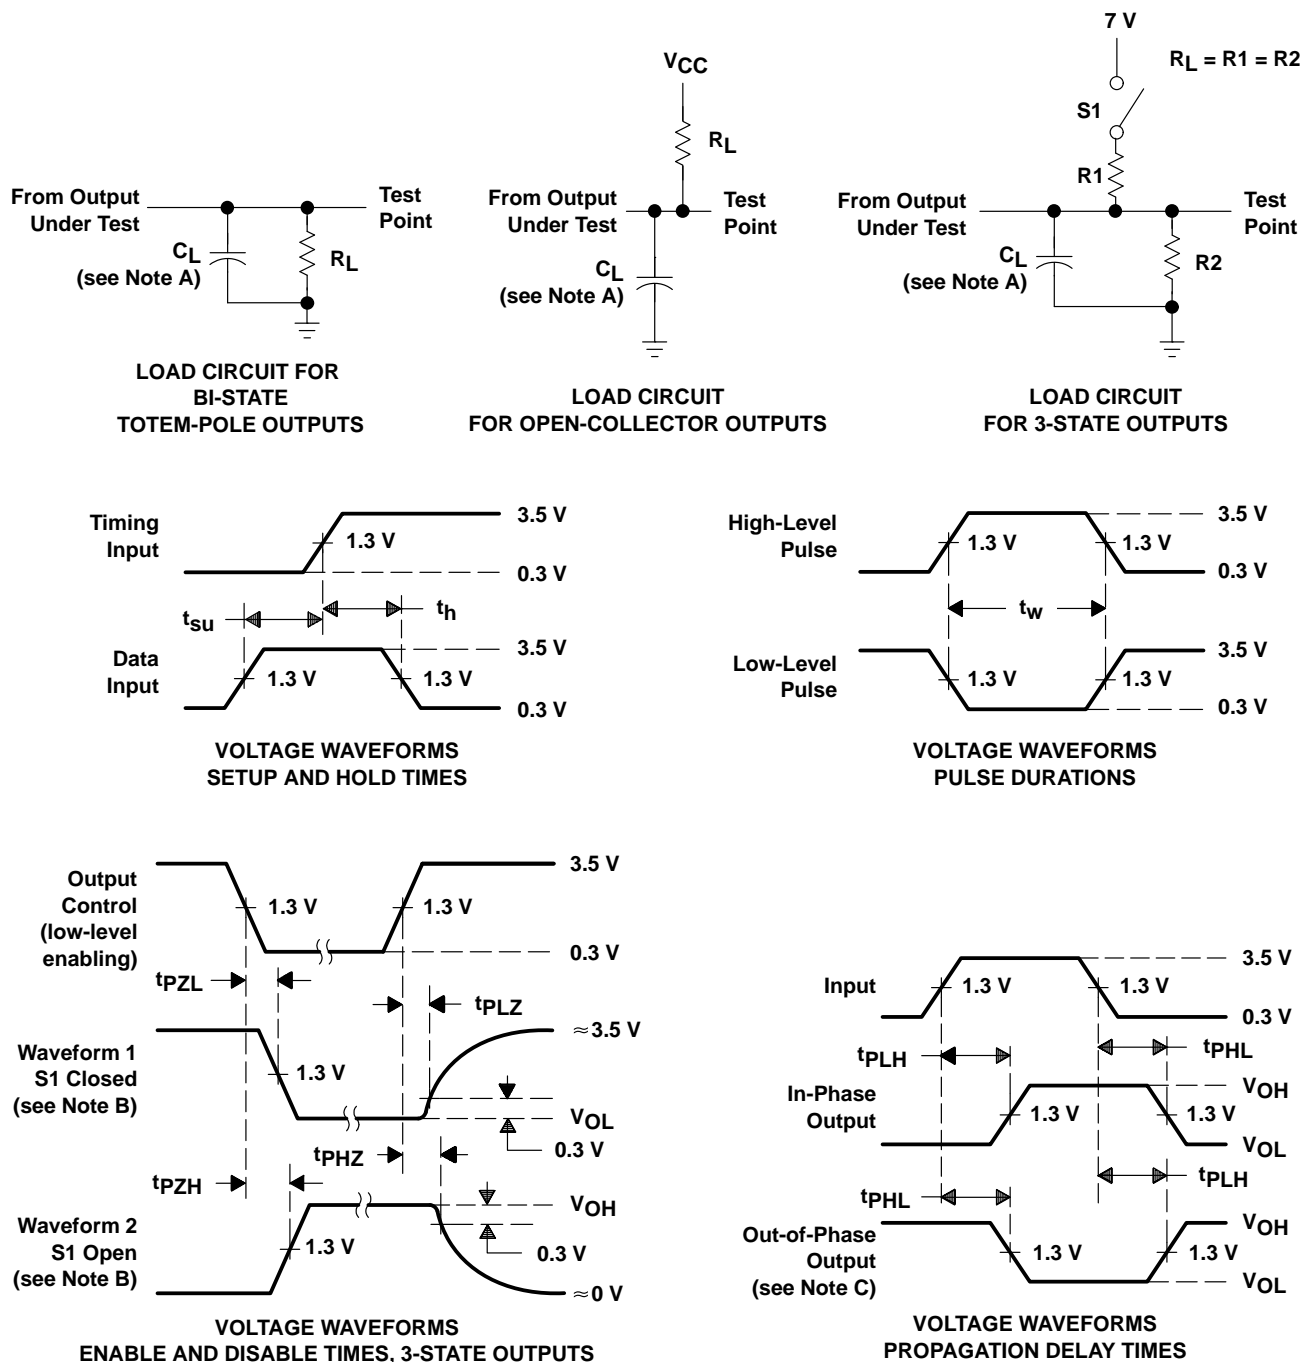 From Output
Under Test
Test
Point
CL
(see Note A)
RL
LOAD CIRCUIT FOR
BI-STATE
TOTEM-POLE OUTPUTS
VCC
RL
From Output
Under Test
Test
Point
CL
(see Note A)
LOAD CIRCUIT
FOR OPEN-COLLECTOR OUTPUTS
7 V
RL = R1 = R2
S1
R1
From Output
Under Test
Test
Point
CL
(see Note A)
R2
LOAD CIRCUIT
FOR 3-STATE OUTPUTS
Timing
Input
1.3 V
3.5 V
0.3 V
tsu
th
Data
Input
1.3 V
1.3 V
3.5 V
0.3 V
VOLTAGE WAVEFORMS
SETUP AND HOLD TIMES
High-Level
Pulse
1.3 V
1.3 V
3.5 V
0.3 V
tw
Low-Level
Pulse
1.3 V
1.3 V
3.5 V
0.3 V
VOLTAGE WAVEFORMS
PULSE DURATIONS
Output
Control
(low-level
enabling)
1.3 V
1.3 V
3.5 V
0.3 V
tPZL
tPLZ
Waveform 1
S1 Closed
(see Note B)
1.3 V
≈3.5 V
VOL
0.3 V
tPHZ
tPZH
Waveform 2
S1 Open
(see Note B)
1.3 V
VOH
0.3 V
≈0 V
VOLTAGE WAVEFORMS
ENABLE AND DISABLE TIMES, 3-STATE OUTPUTS
Input
1.3 V
1.3 V
3.5 V
0.3 V
tPLH
tPHL
In-Phase
Output
1.3 V
1.3 V
VOH
VOL
tPHL
tPLH
Out-of-Phase
Output
(see Note C)
1.3 V
1.3 V
VOH
VOL
VOLTAGE WAVEFORMS
PROPAGATION DELAY TIMES